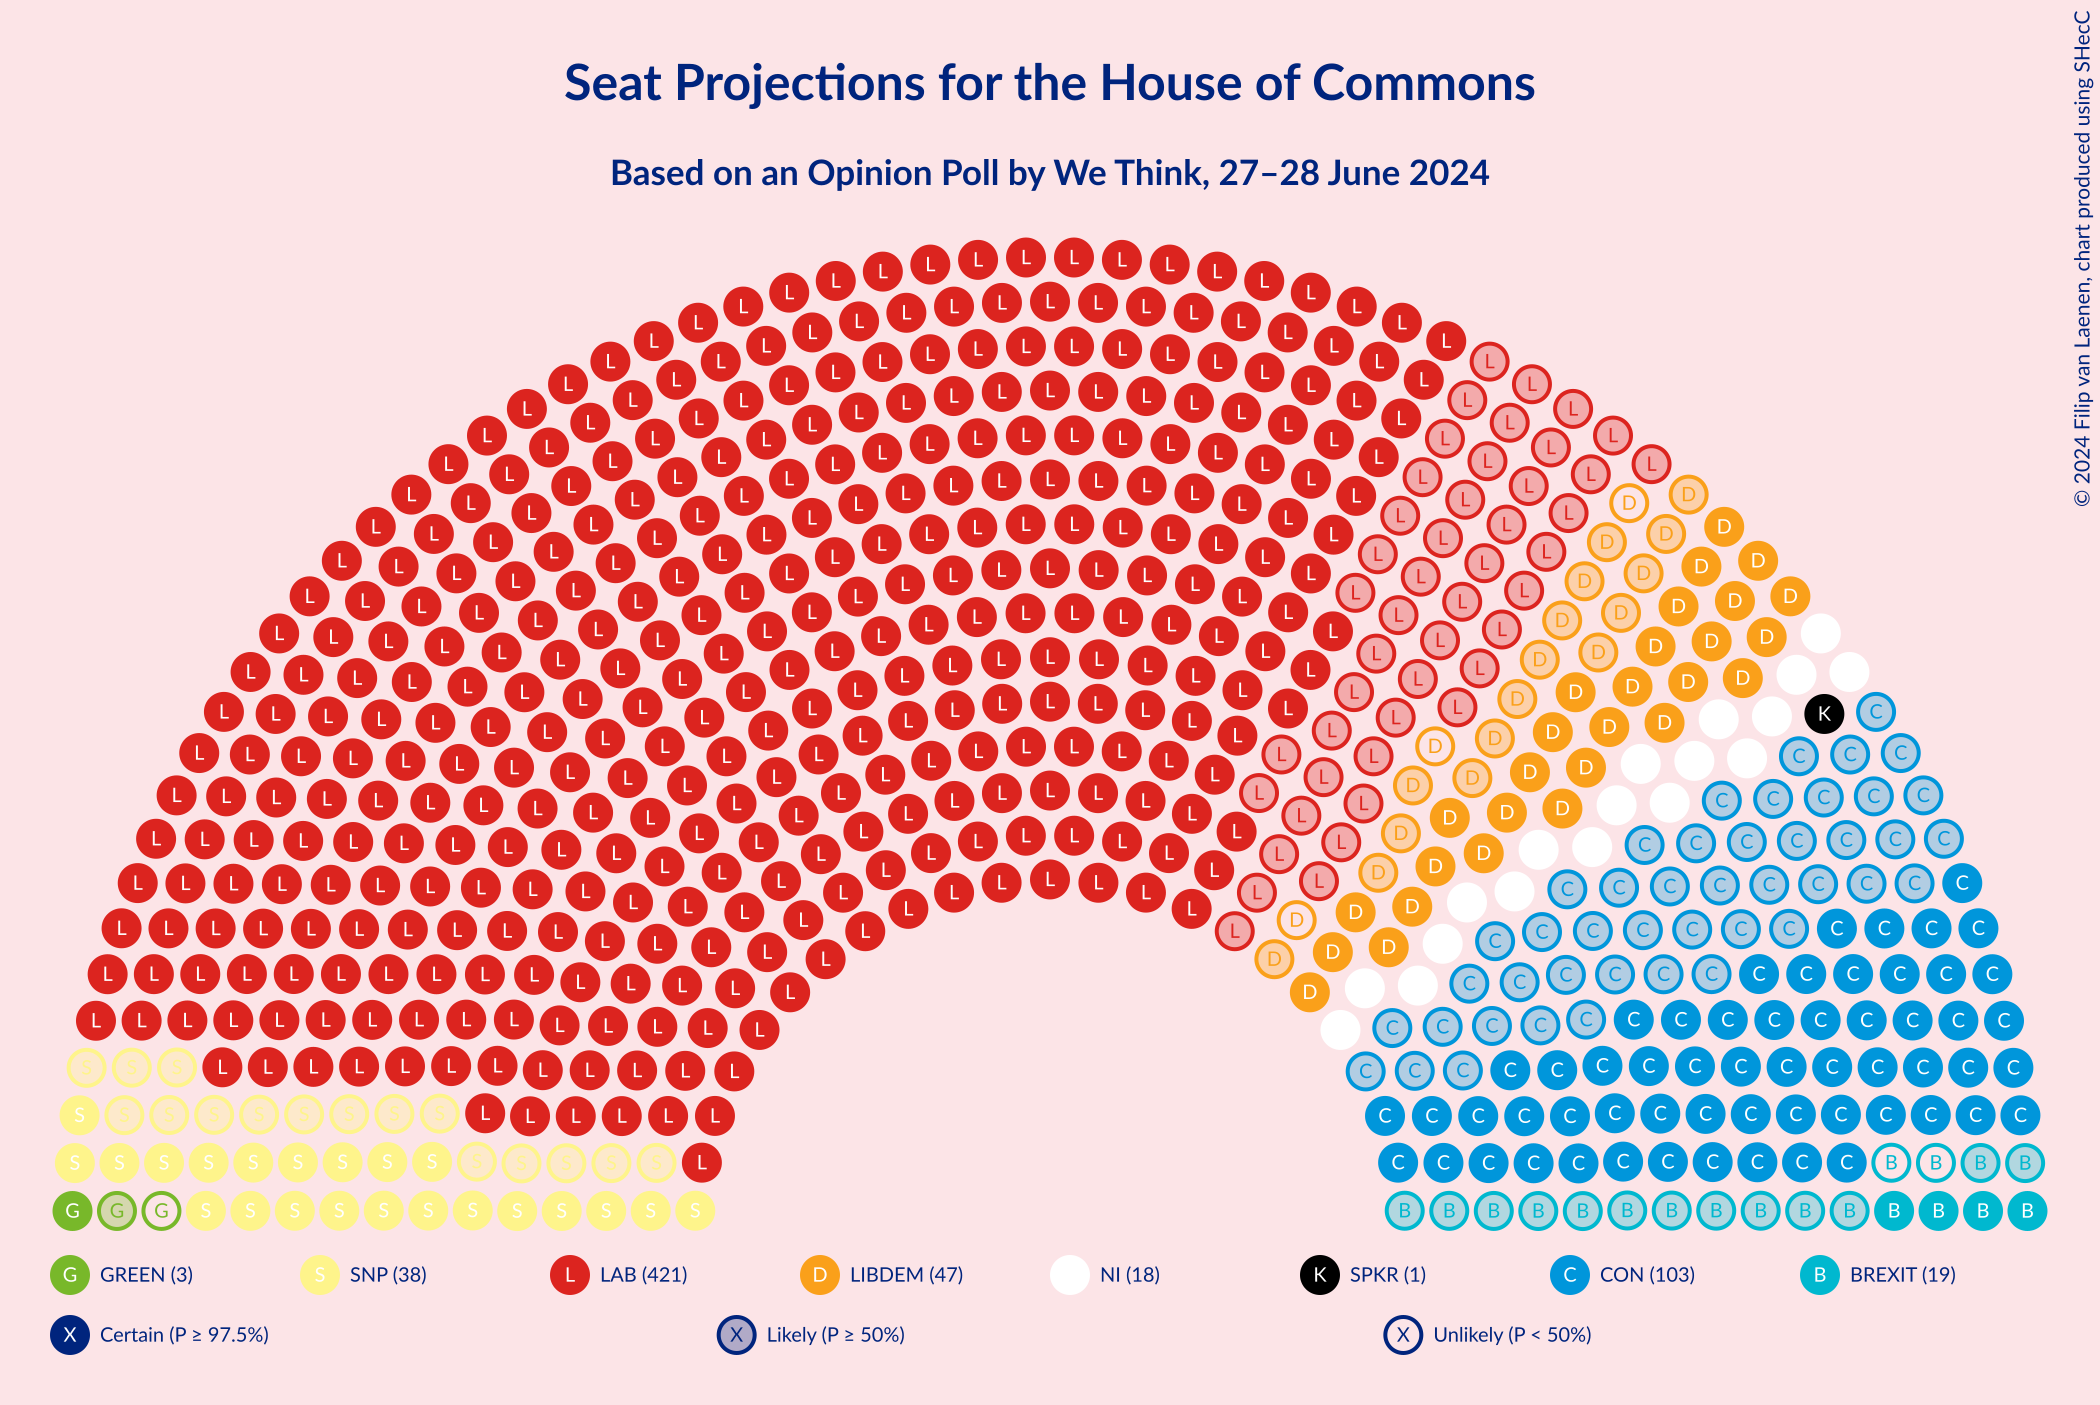 Seat Projections for the House of Commons
Based on an Opinion Poll by We Think, 27–28 June 2024
© 2024 Filip van Laenen, chart produced using SHecC
G GREEN (3) S SNP (38) L LAB (421) D LIBDEM (47) NI (18) K SPKR (1) C CON (103) B BREXIT (19)
X Certain (P ≥ 97.5%) X Likely (P ≥ 50%) X Unlikely (P < 50%)